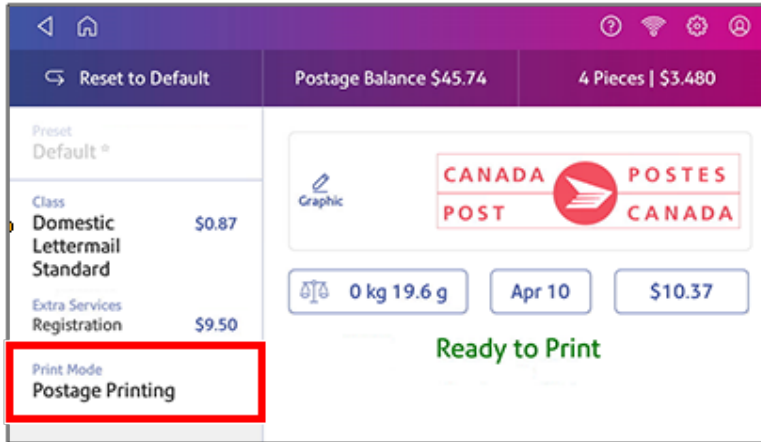 Reset to Default
Postage Balance $45.74
4 Pieces | $3.480
Preset
Default *
Class
Domestic $0.87
Lettermail
Standard
Extra Services
Registration $9.50
Print Mode
Postage Printing
Graphic
CANADA POSTES
POST CANADA
0 kg 19.6 g
Apr 10
$10.37
Ready to Print